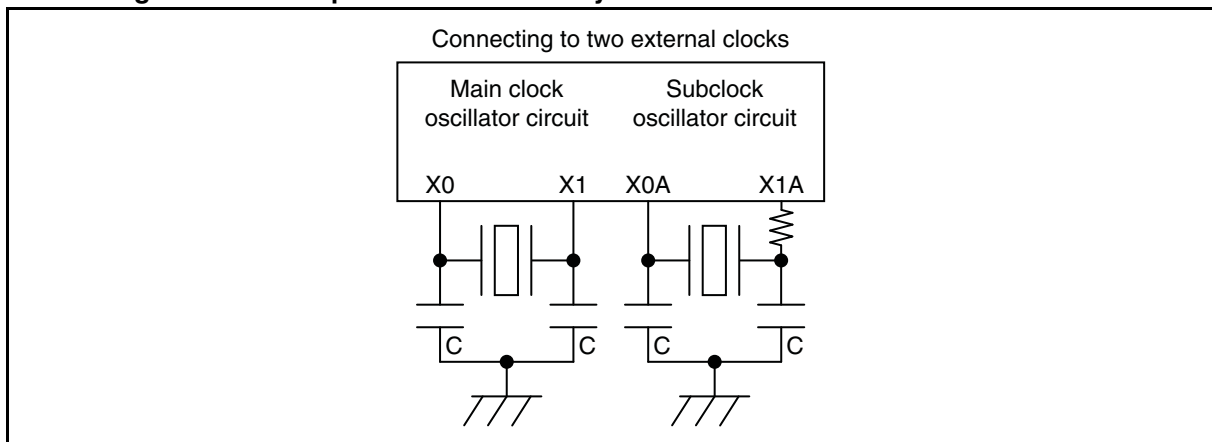 Connecting to two external clocks
Main clock Subclock
oscillator circuit oscillator circuit
X0 X1 X0A X1A
C C C C